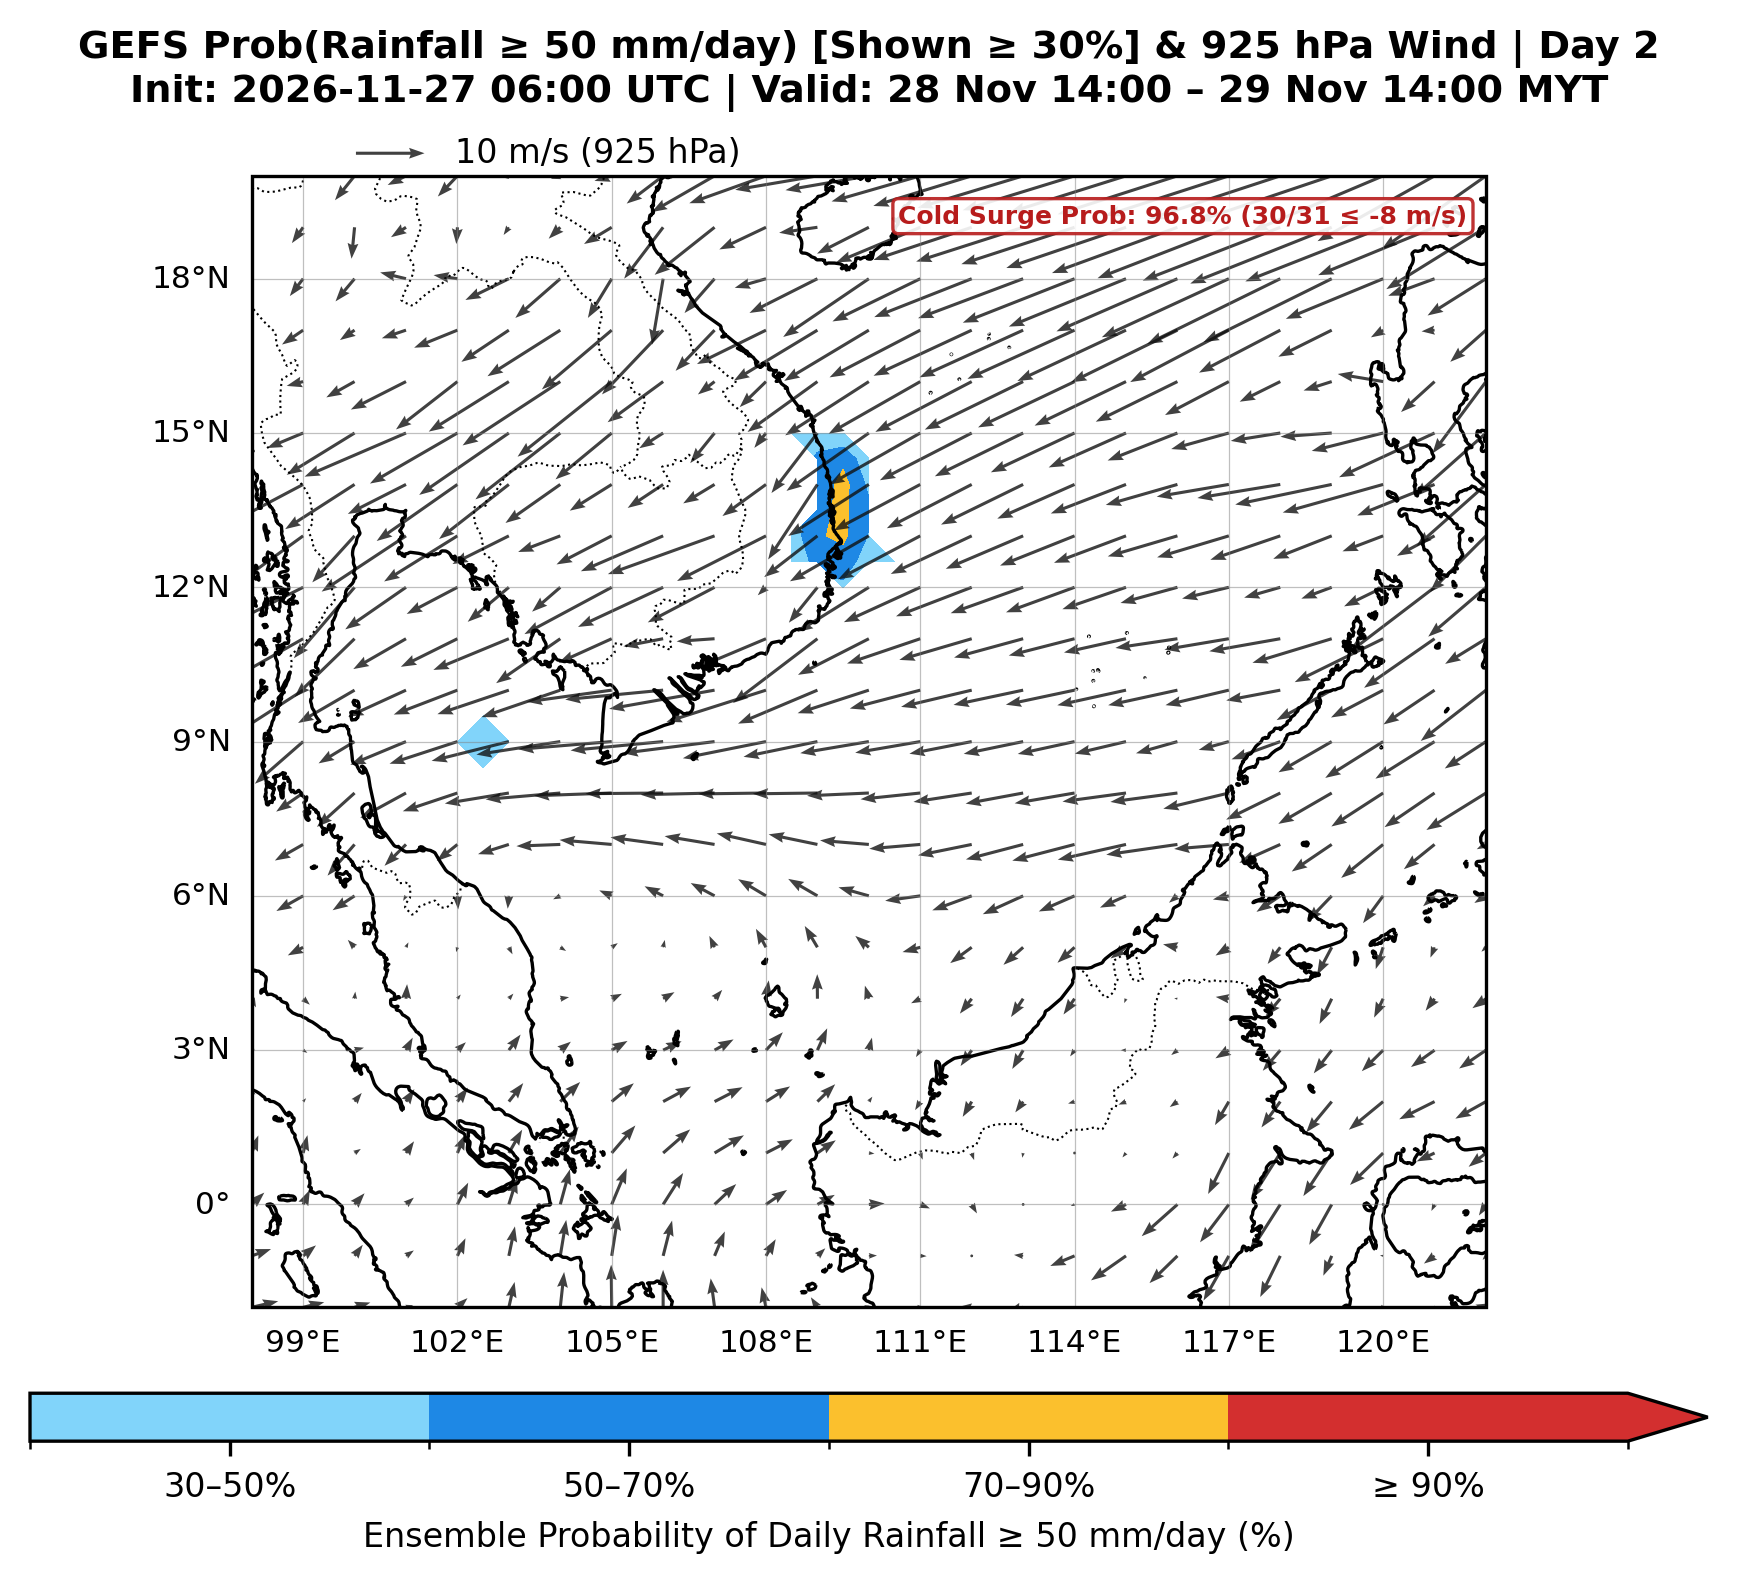 GEFS Prob(Rainfall ≥ 50 mm/day) [Shown ≥ 30%] & 925 hPa Wind | Day 2
Init: 2026-11-27 06:00 UTC | Valid: 28 Nov 14:00 – 29 Nov 14:00 MYT
10 m/s (925 hPa)
Cold Surge Prob: 96.8% (30/31 ≤ -8 m/s)
18°N
15°N
12°N
9°N
6°N
3°N
0°
99°E 102°E 105°E 108°E 111°E 114°E 117°E 120°E
30–50% 50–70% 70–90% ≥ 90%
Ensemble Probability of Daily Rainfall ≥ 50 mm/day (%)